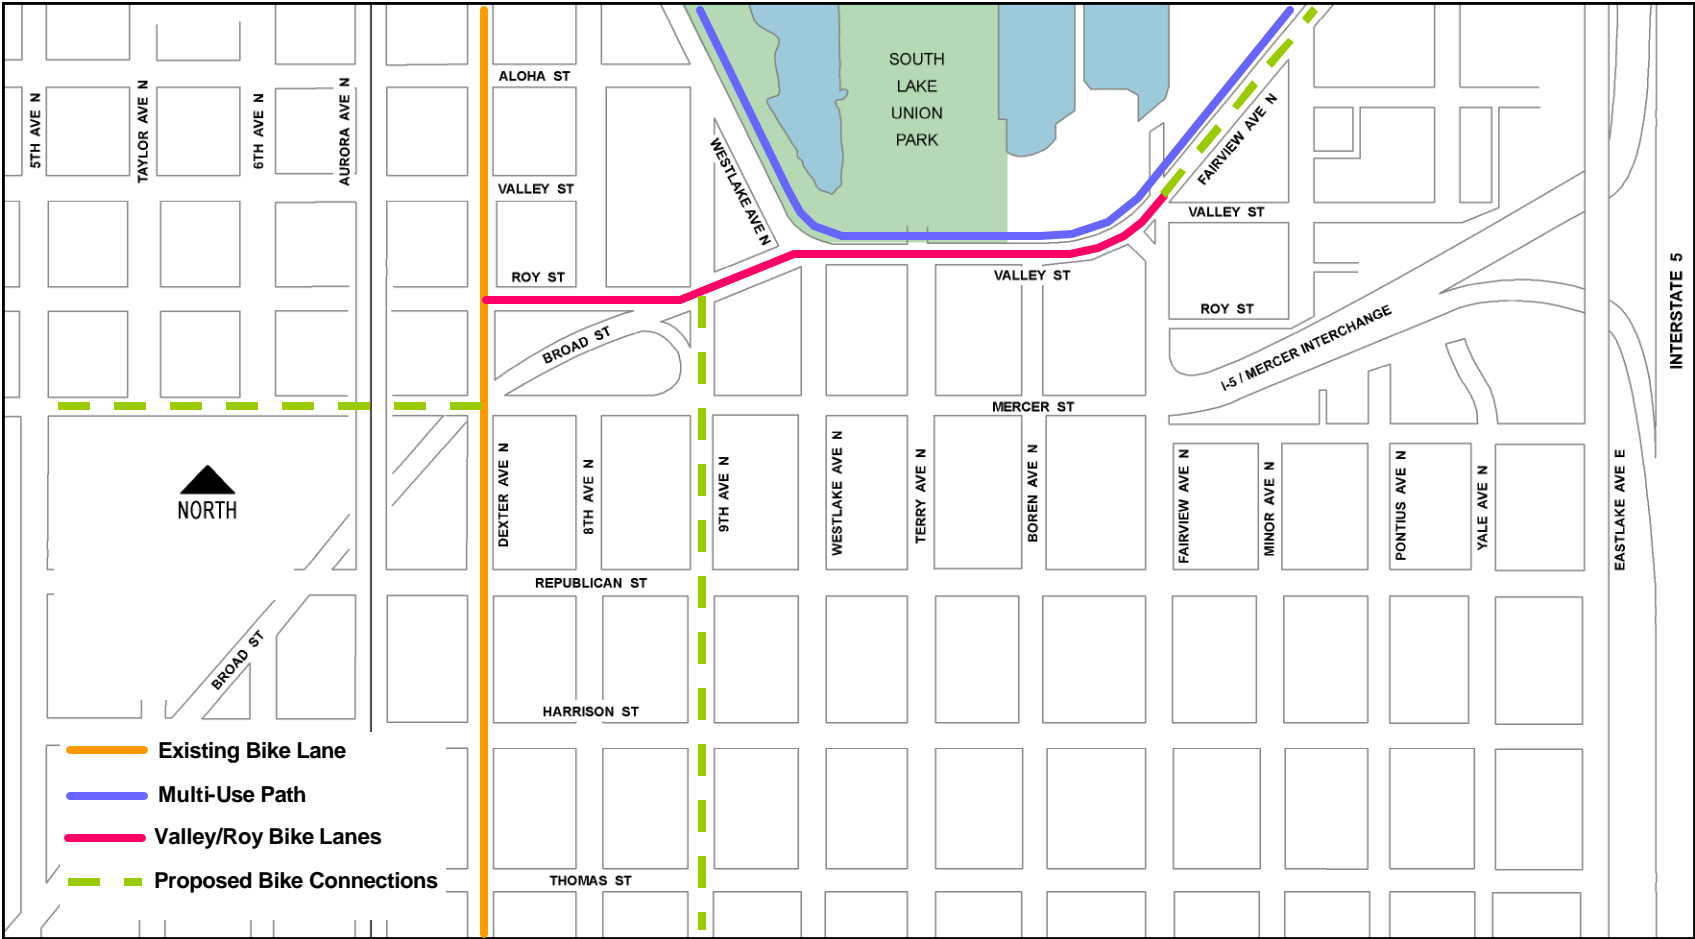 SOUTH
LAKE
UNION
PARK
ALOHA ST
5TH AVE N
TAYLOR AVE N
6TH AVE N
AURORA AVE N
WESTLAKE AVE N
FAIRVIEW AVE N
VALLEY ST
VALLEY ST
ROY ST
VALLEY ST
ROY ST
BROAD ST
I-5 / MERCER INTERCHANGE
INTERSTATE 5
MERCER ST
NORTH
DEXTER AVE N
8TH AVE N
9TH AVE N
WESTLAKE AVE N
TERRY AVE N
BOREN AVE N
FAIRVIEW AVE N
MINOR AVE N
PONTIUS AVE N
YALE AVE N
EASTLAKE AVE E
REPUBLICAN ST
BROAD ST
HARRISON ST
Existing Bike Lane
Multi-Use Path
Valley/Roy Bike Lanes
Proposed Bike Connections
THOMAS ST